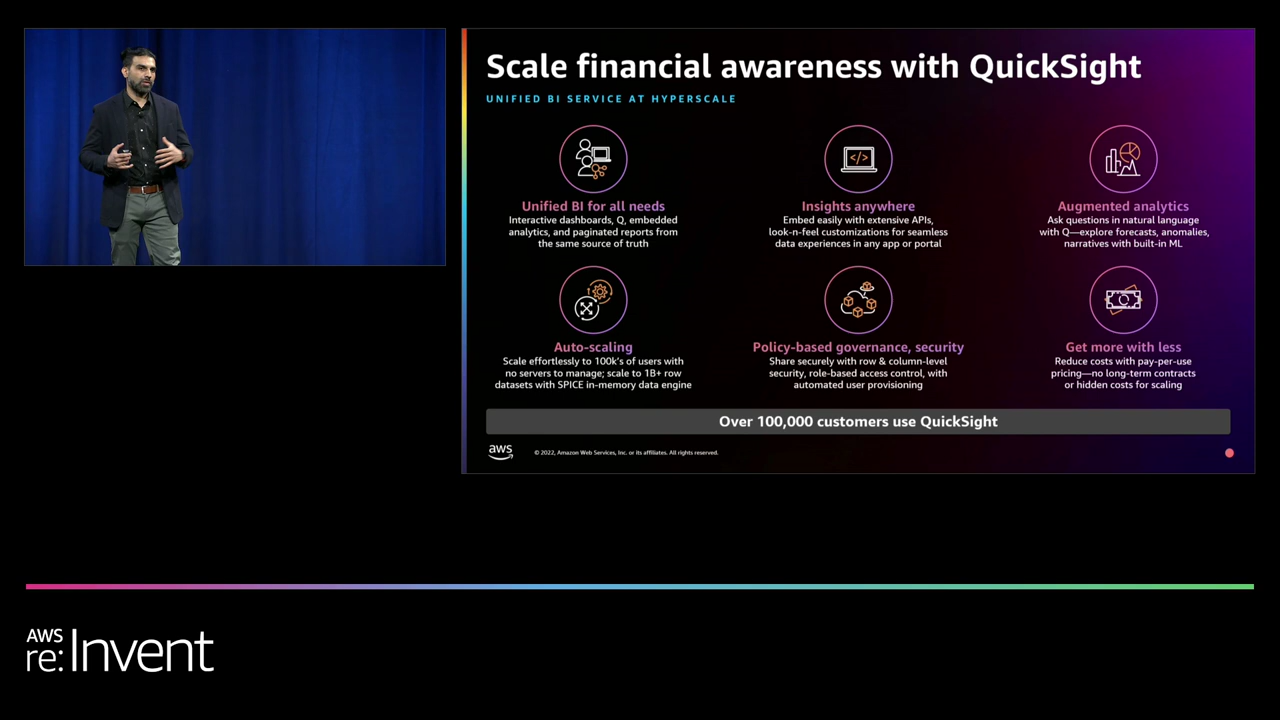 Scale financial awareness with QuickSight
UNIFIED BI SERVICE AT HYPERSCALE
Unified BI for all needs
Interactive dashboards, Q, embedded
analytics, and paginated reports from
the same source of truth
Insights anywhere
Embed easily with extensive APIs,
look-n-feel customizations for seamless
data experiences in any app or portal
Augmented analytics
Ask questions in natural language
with Q—explore forecasts, anomalies,
narratives with built-in ML
Auto-scaling
Scale effortlessly to 100k's of users with
no servers to manage; scale to 1B+ row
datasets with SPICE in-memory data engine
Policy-based governance, security
Share securely with row & column-level
security, role-based access control, with
automated user provisioning
Get more with less
Reduce costs with pay-per-use
pricing—no long-term contracts
or hidden costs for scaling
Over 100,000 customers use QuickSight
aws
© 2022, Amazon Web Services, Inc. or its affiliates. All rights reserved.
AWS
re:Invent